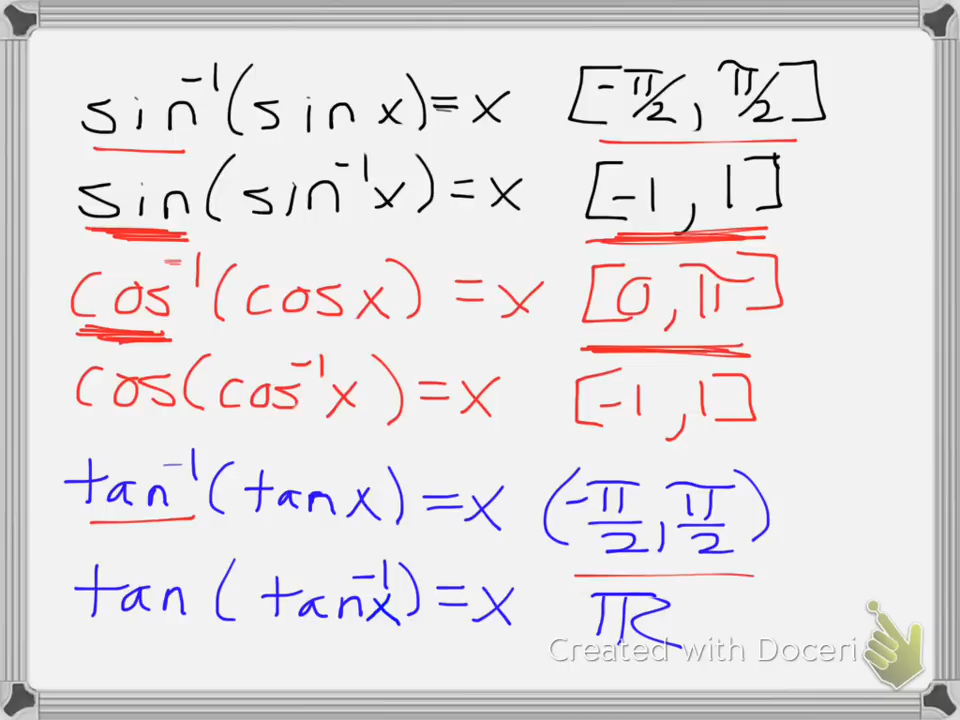 sin⁻¹(sin x) = x [-π/2, π/2]
sin(sin⁻¹x) = x [-1, 1]
cos⁻¹(cos x) = x [0, π]
cos(cos⁻¹x) = x [-1, 1]
tan⁻¹(tan x) = x (-π/2, π/2)
tan(tan⁻¹x) = x ℝ
Created with Doceri